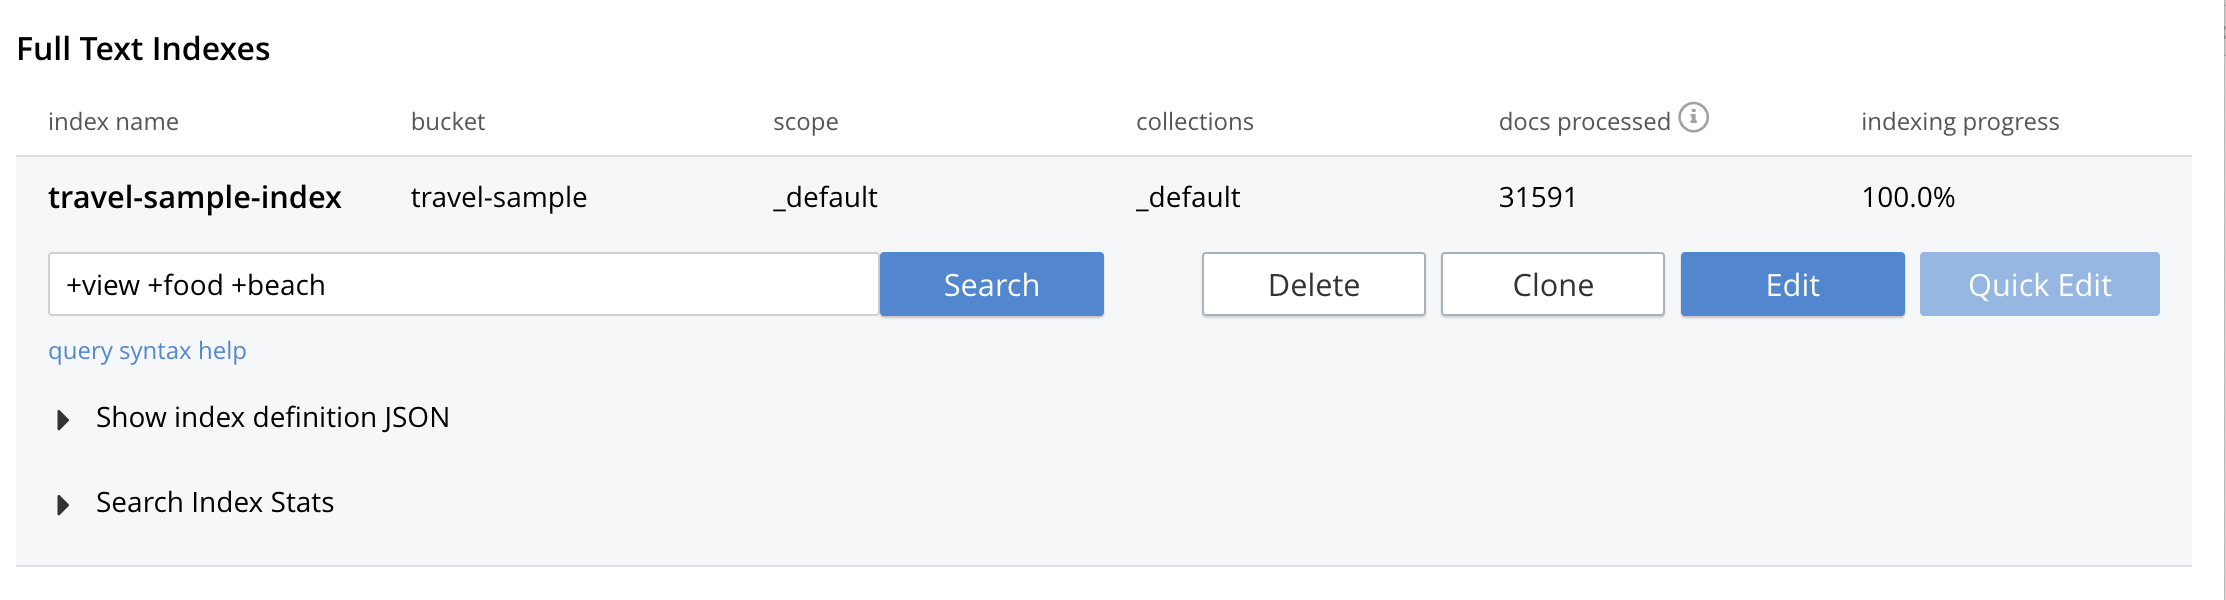 Full Text Indexes
index name bucket scope collections docs processed indexing progress
travel-sample-index travel-sample _default _default 31591 100.0%
+view +food +beach Search Delete Clone Edit Quick Edit
query syntax help
Show index definition JSON
Search Index Stats